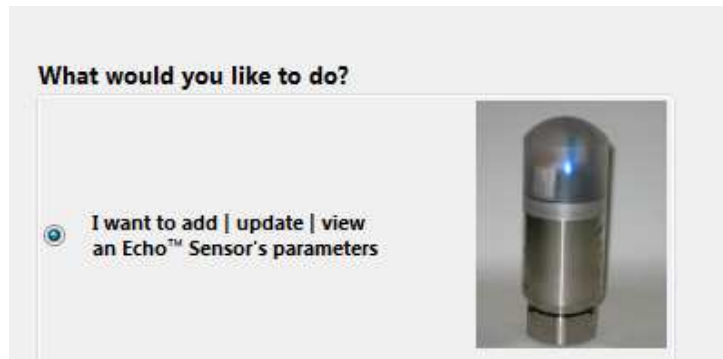 What would you like to do?
I want to add | update | view
an Echo™ Sensor's parameters